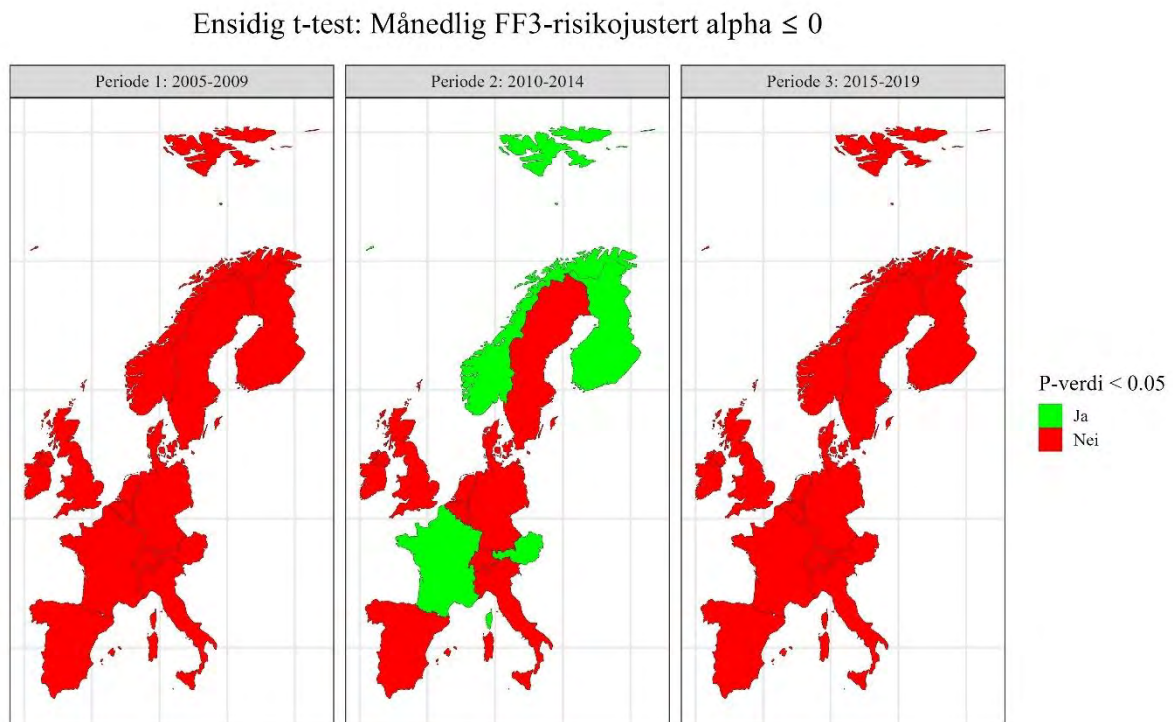 Ensidig t-test: Månedlig FF3-risikojustert alpha ≤ 0
Periode 1: 2005-2009
Periode 2: 2010-2014
Periode 3: 2015-2019
P-verdi < 0.05
Ja
Nei